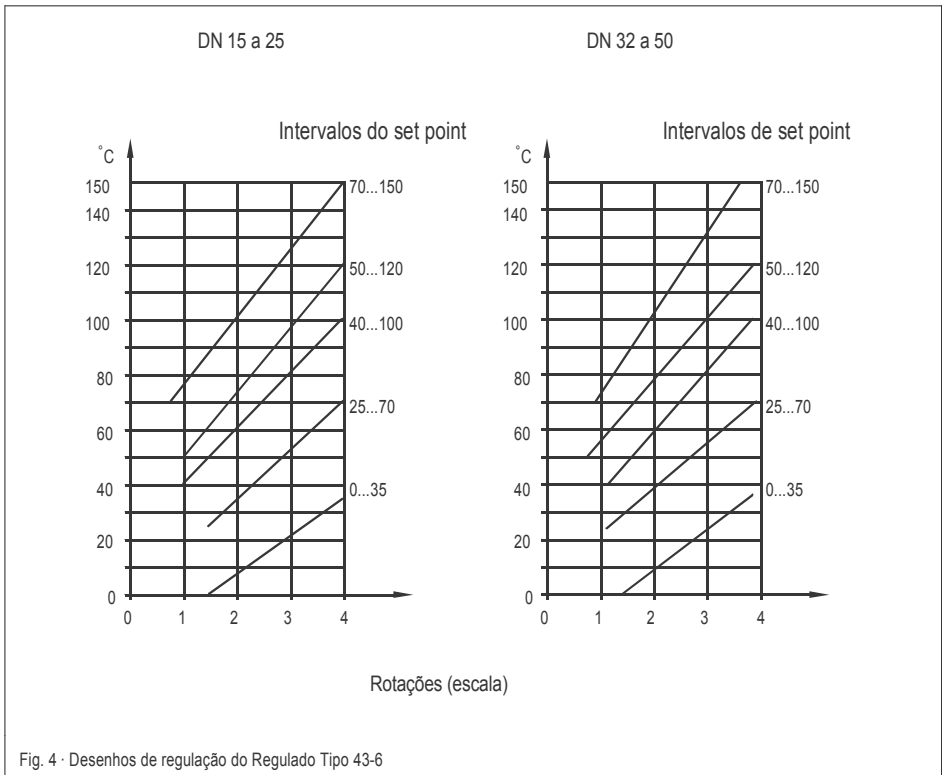 DN 15 a 25
DN 32 a 50
Intervalos do set point
Intervalos de set point
°C
150
140
120
100
80
60
40
20
0
70...150
50...120
40...100
25...70
0...35
0 1 2 3 4
°C
150
140
120
100
80
60
40
20
0
70...150
50...120
40...100
25...70
0...35
0 1 2 3 4
Rotações (escala)
Fig. 4 · Desenhos de regulação do Regulado Tipo 43-6